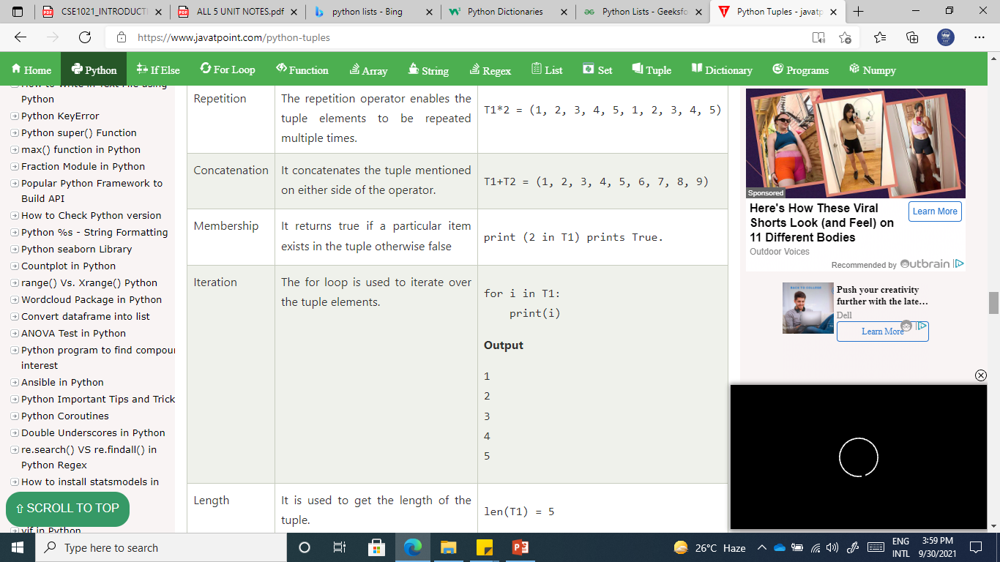 CSE1021_INTRODUCTI
ALL 5 UNIT NOTES.pdf
python lists - Bing
Python Dictionaries
Python Lists - Geeksfo
Python Tuples - javatp
https://www.javatpoint.com/python-tuples
Home
Python
If Else
For Loop
Function
Array
String
Regex
List
Set
Tuple
Dictionary
Programs
Numpy
How to Write in Text File using
Python
Python KeyError
Python super() Function
max() function in Python
Fraction Module in Python
Popular Python Framework to
Build API
How to Check Python version
Python %s - String Formatting
Python seaborn Library
Countplot in Python
range() Vs. Xrange() Python
Wordcloud Package in Python
Convert dataframe into list
ANOVA Test in Python
Python program to find compour
interest
Ansible in Python
Python Important Tips and Trick
Python Coroutines
Double Underscores in Python
re.search() VS re.findall() in
Python Regex
How to install statsmodels in
⇧ SCROLL TO TOP
vif in Python
Repetition
The repetition operator enables the
tuple elements to be repeated
multiple times.
T1*2 = (1, 2, 3, 4, 5, 1, 2, 3, 4, 5)
Concatenation
It concatenates the tuple mentioned
on either side of the operator.
T1+T2 = (1, 2, 3, 4, 5, 6, 7, 8, 9)
Membership
It returns true if a particular item
exists in the tuple otherwise false
print (2 in T1) prints True.
Iteration
The for loop is used to iterate over
the tuple elements.
for i in T1:
    print(i)
Output
1
2
3
4
5
Length
It is used to get the length of the
tuple.
len(T1) = 5
Sponsored
Here's How These Viral
Shorts Look (and Feel) on
11 Different Bodies
Learn More
Outdoor Voices
Recommended by Outbrain
BACK TO COLLEGE
Push your creativity
further with the late…
Dell
Learn More
Type here to search
26°C Haze
ENG
INTL
3:59 PM
9/30/2021